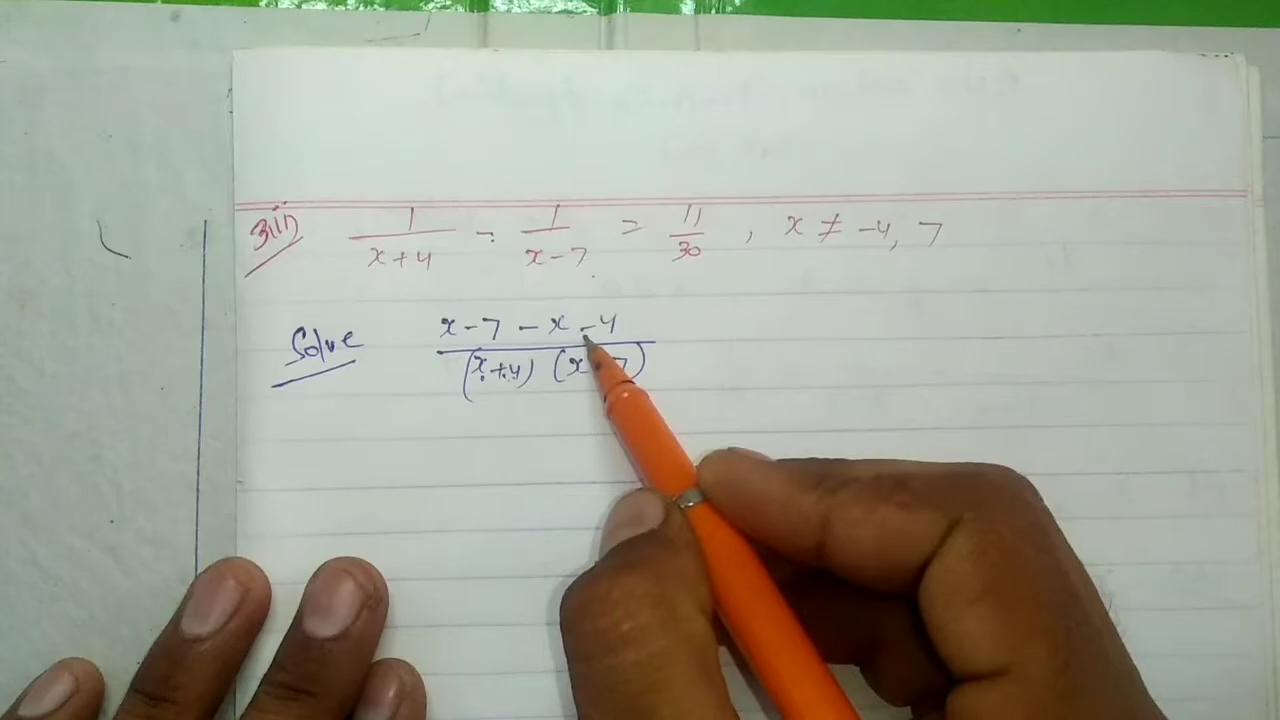 3(ii) 1/(x+4) - 1/(x-7) = 11/30 , x ≠ -4, 7
Solve (x-7-x-4)/((x+4) (x-7))